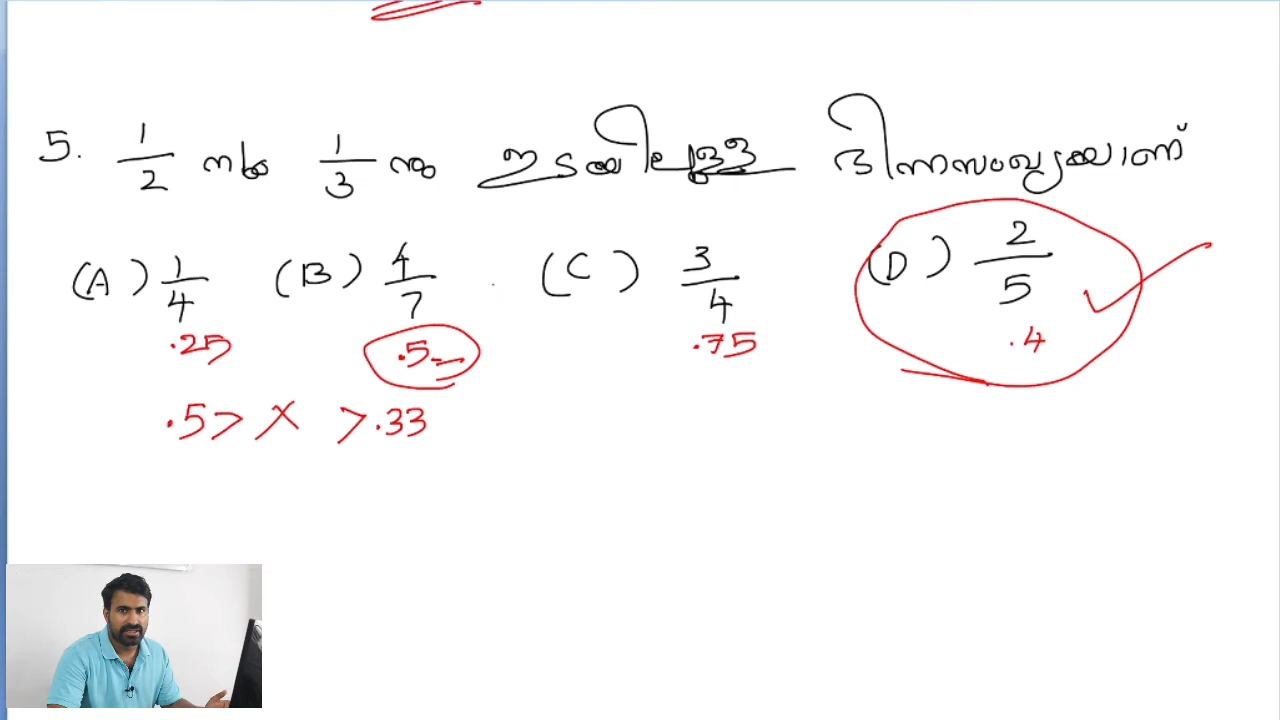 5. 1/2 നും 1/3 നും ഇടയിലുള്ള ഭിന്നസംഖ്യയാണ്
(A) 1/4 (B) 4/7 (C) 3/4 (D) 2/5
.25 .5 .75 .4
.5 > X > .33